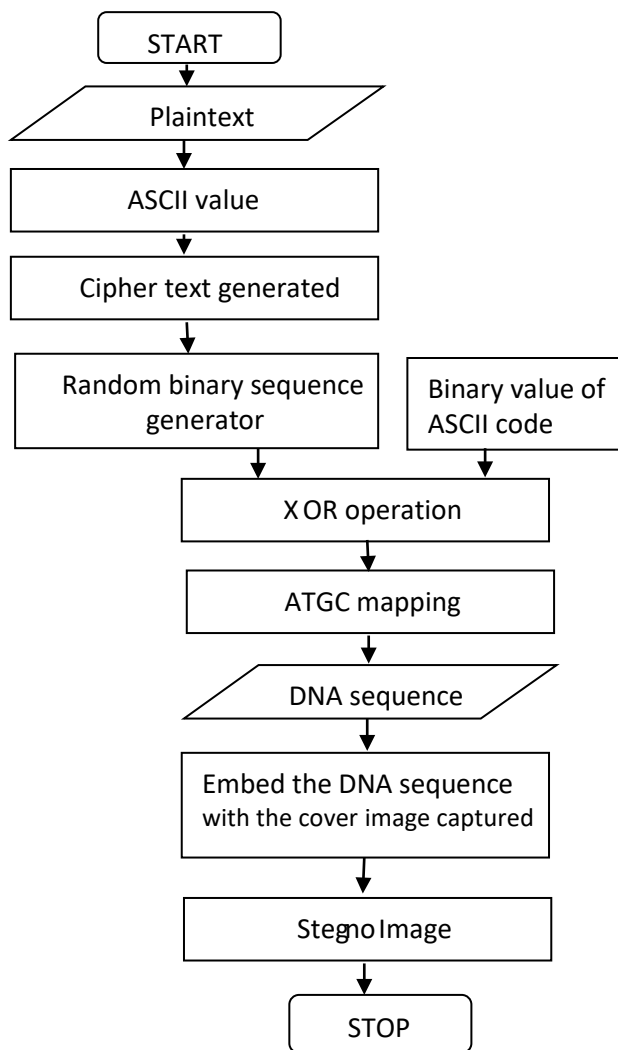 START
Plaintext
ASCII value
Cipher text generated
Random binary sequence
generator
Binary value of
ASCII code
X OR operation
ATGC mapping
DNA sequence
Embed the DNA sequence
with the cover image captured
Stegno Image
STOP